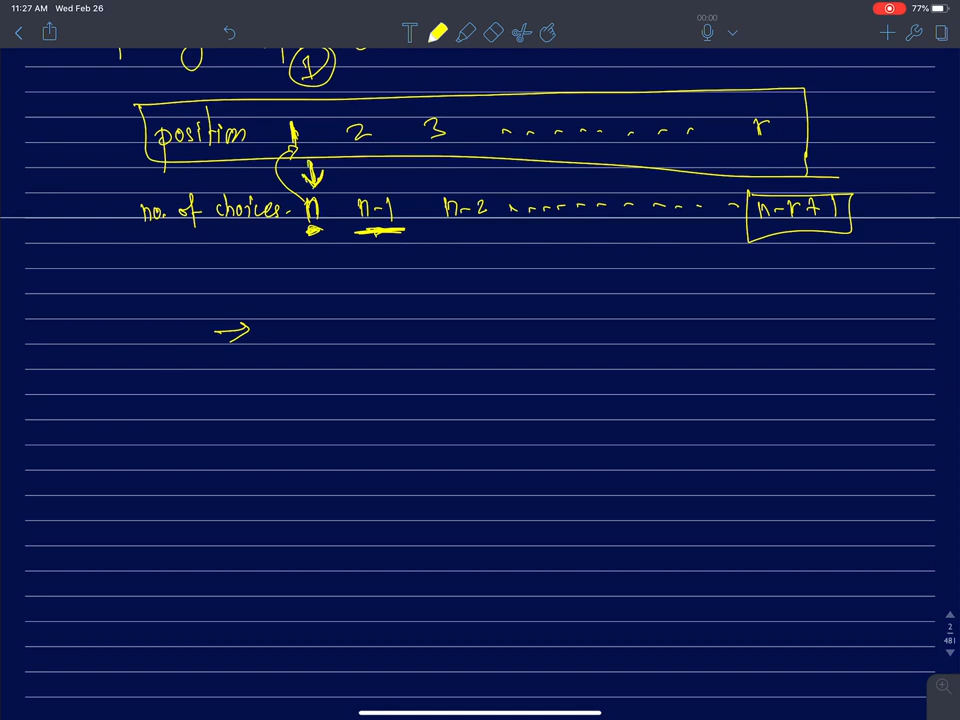 11:27 AM Wed Feb 26
77%
00:00
T
1
position 1 2 3 ........ r
no. of choices. n n-1 n-2 ........... n-r+1
→
2
481